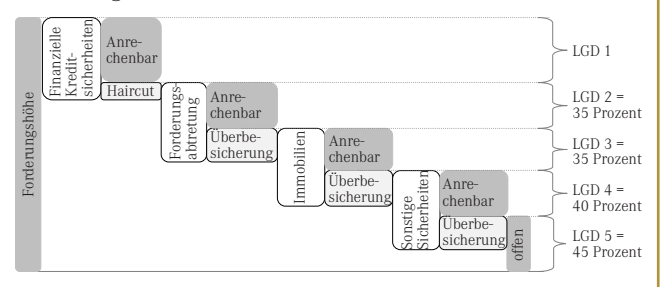 Forderungshöhe
Finanzielle
Kredit-
sicherheiten
Anre-
chenbar
Haircut
Forderungs-
abtretung
Anre-
chenbar
Überbe-
sicherung
Immobilien
Anre-
chenbar
Überbe-
sicherung
Sonstige
Sicherheiten
Anre-
chenbar
Überbe-
sicherung
offen
LGD 1
LGD 2 =
35 Prozent
LGD 3 =
35 Prozent
LGD 4 =
40 Prozent
LGD 5 =
45 Prozent